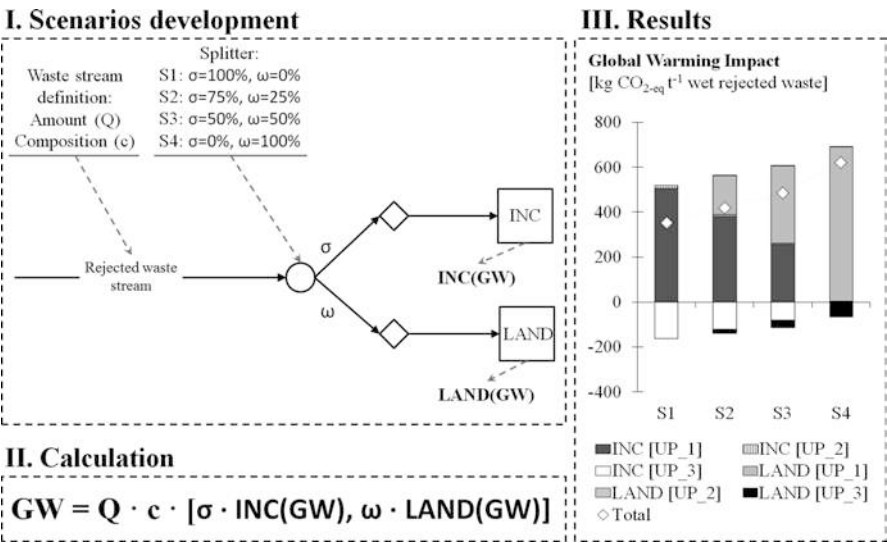 I. Scenarios development
Waste stream
definition:
Amount (Q)
Composition (c)
Splitter:
S1: σ=100%, ω=0%
S2: σ=75%, ω=25%
S3: σ=50%, ω=50%
S4: σ=0%, ω=100%
Rejected waste
stream
σ
ω
INC
INC(GW)
LAND
LAND(GW)
II. Calculation
GW = Q · c · [σ · INC(GW), ω · LAND(GW)]
III. Results
Global Warming Impact
[kg CO2-eq t-1 wet rejected waste]
800
600
400
200
0
-200
-400
S1 S2 S3 S4
INC [UP_1] INC [UP_2]
INC [UP_3] LAND [UP_1]
LAND [UP_2] LAND [UP_3]
Total